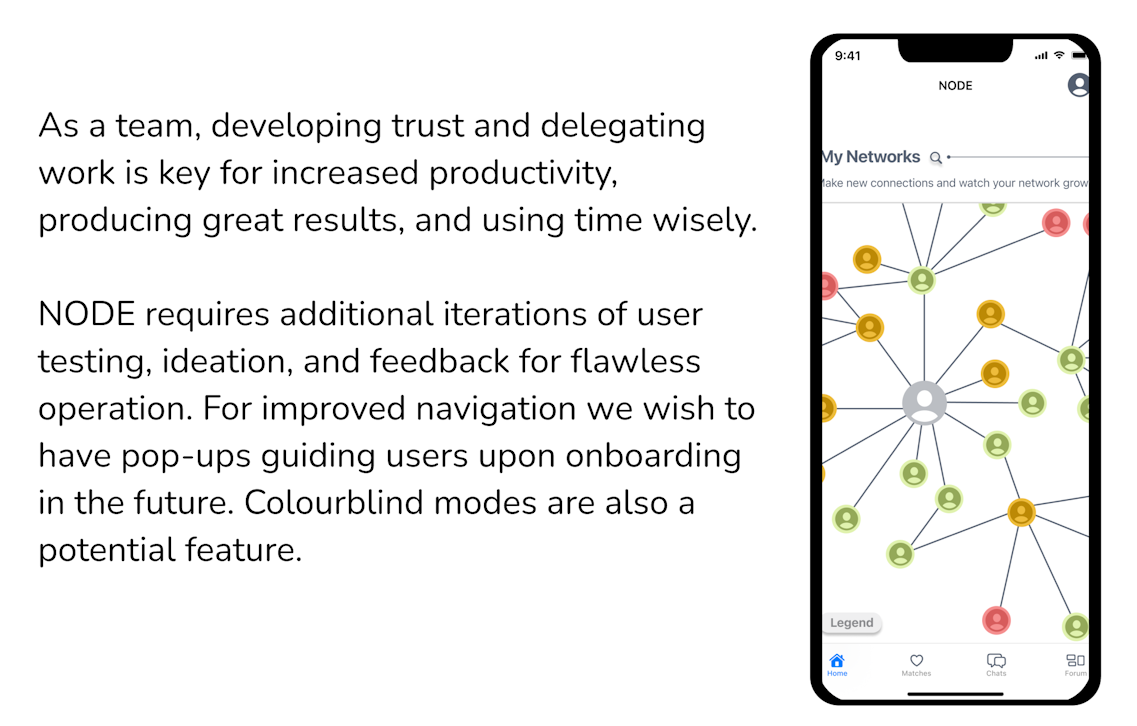 As a team, developing trust and delegating
work is key for increased productivity,
producing great results, and using time wisely.
NODE requires additional iterations of user
testing, ideation, and feedback for flawless
operation. For improved navigation we wish to
have pop-ups guiding users upon onboarding
in the future. Colourblind modes are also a
potential feature.
9:41
NODE
My Networks
Make new connections and watch your network grow
Legend
Home Matches Chats Forum